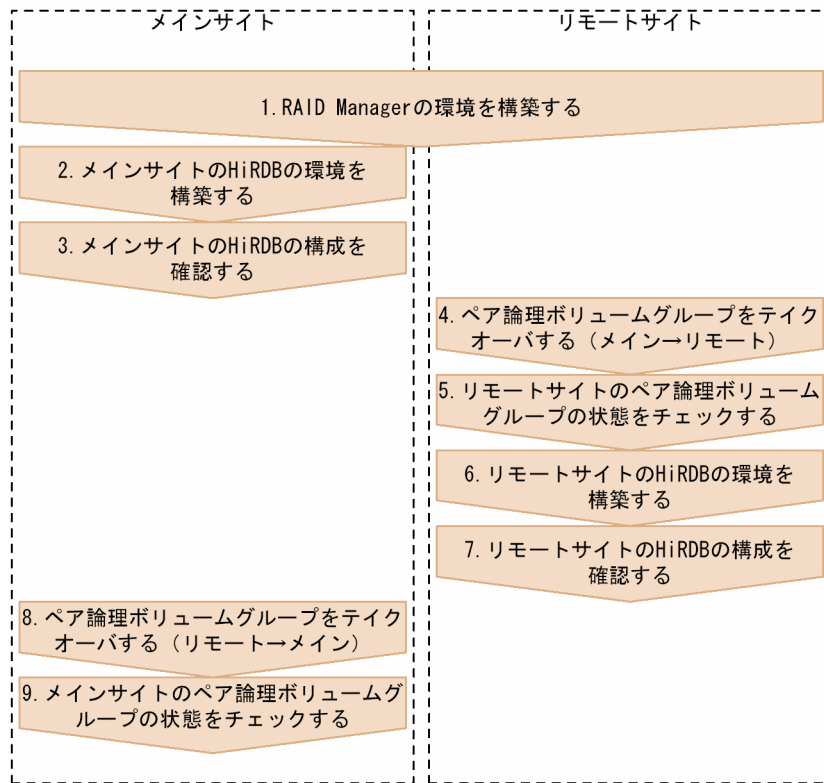 メインサイト
リモートサイト
1.RAID Managerの環境を構築する
2.メインサイトのHiRDBの環境を
構築する
3.メインサイトのHiRDBの構成を
確認する
4.ペア論理ボリュームグループをテイク
オーバする（メイン→リモート）
5.リモートサイトのペア論理ボリューム
グループの状態をチェックする
6.リモートサイトのHiRDBの環境を
構築する
7.リモートサイトのHiRDBの構成を
確認する
8.ペア論理ボリュームグループをテイク
オーバする（リモート→メイン）
9.メインサイトのペア論理ボリュームグ
ループの状態をチェックする